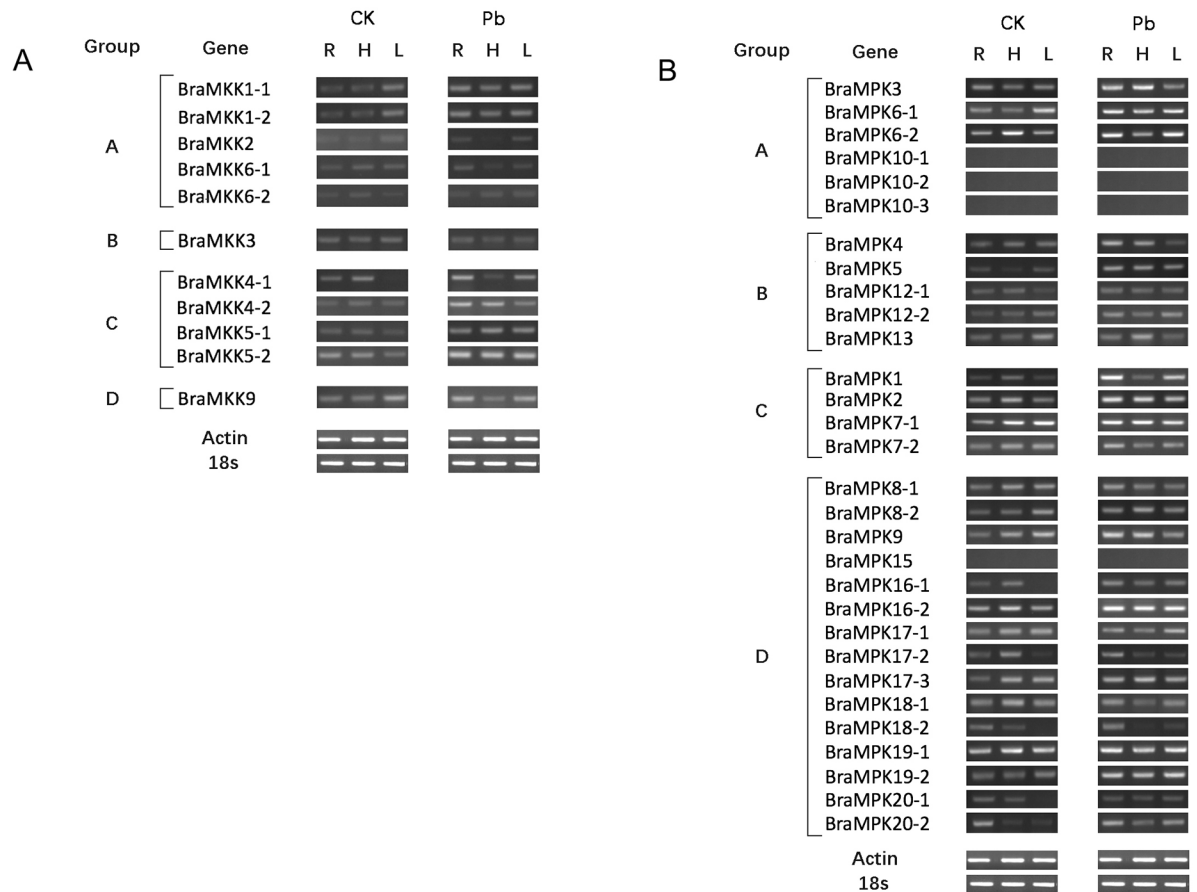 A
CK Pb
Group Gene R H L R H L
A
BraMKK1-1
BraMKK1-2
BraMKK2
BraMKK6-1
BraMKK6-2
B
BraMKK3
C
BraMKK4-1
BraMKK4-2
BraMKK5-1
BraMKK5-2
D
BraMKK9
Actin
18s
B
CK Pb
Group Gene R H L R H L
A
BraMPK3
BraMPK6-1
BraMPK6-2
BraMPK10-1
BraMPK10-2
BraMPK10-3
B
BraMPK4
BraMPK5
BraMPK12-1
BraMPK12-2
BraMPK13
C
BraMPK1
BraMPK2
BraMPK7-1
BraMPK7-2
D
BraMPK8-1
BraMPK8-2
BraMPK9
BraMPK15
BraMPK16-1
BraMPK16-2
BraMPK17-1
BraMPK17-2
BraMPK17-3
BraMPK18-1
BraMPK18-2
BraMPK19-1
BraMPK19-2
BraMPK20-1
BraMPK20-2
Actin
18s